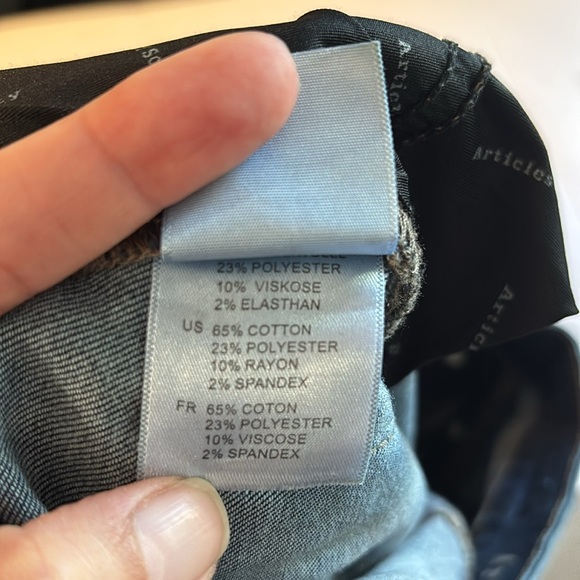 Articles
Articles
23% POLYESTER
10% VISKOSE
2% ELASTHAN
US 65% COTTON
23% POLYESTER
10% RAYON
2% SPANDEX
FR 65% COTON
23% POLYESTER
10% VISCOSE
2% SPANDEX